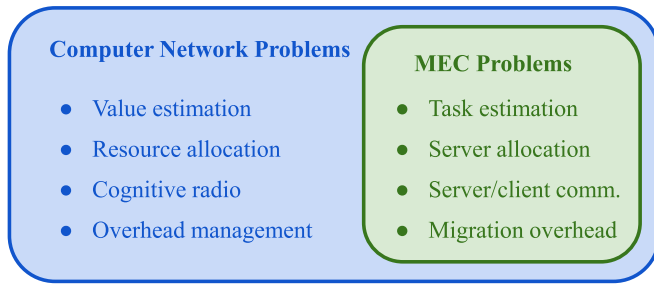 Computer Network Problems
● Value estimation
● Resource allocation
● Cognitive radio
● Overhead management
MEC Problems
● Task estimation
● Server allocation
● Server/client comm.
● Migration overhead